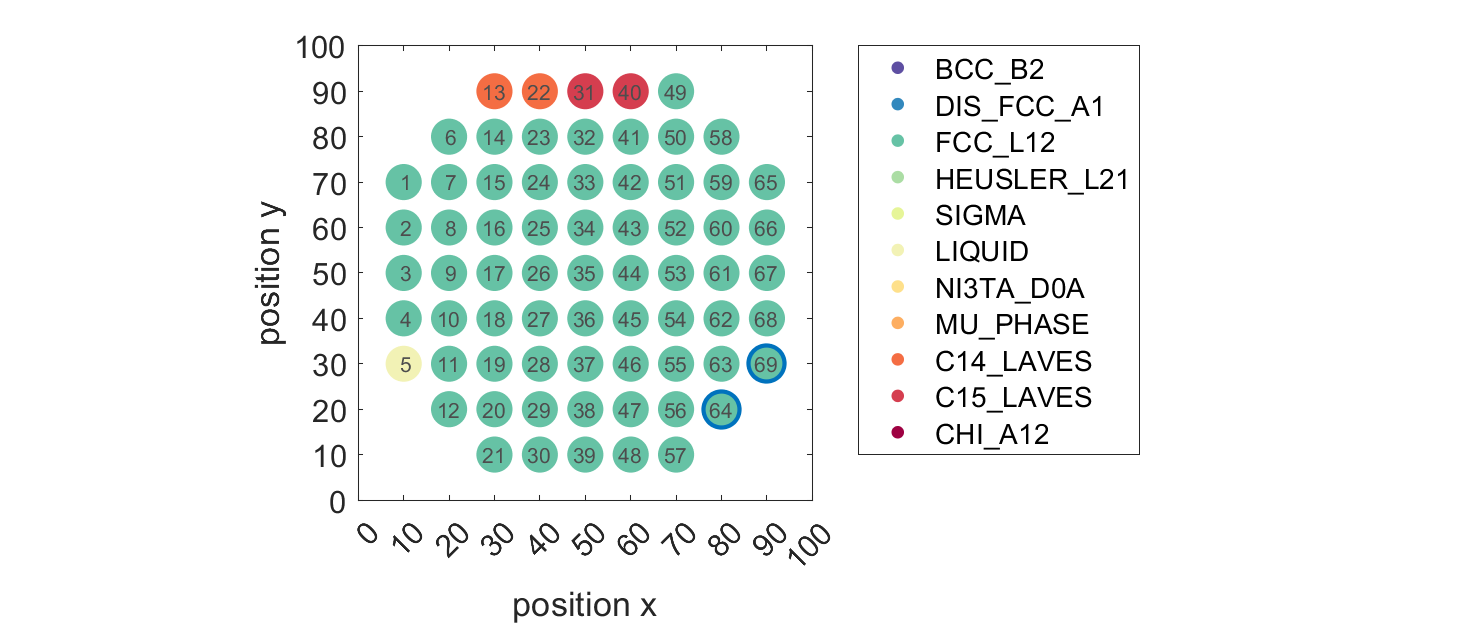 100
90
80
70
60
50
40
30
20
10
0
position y
13 22 31 40 49
6 14 23 32 41 50 58
1 7 15 24 33 42 51 59 65
2 8 16 25 34 43 52 60 66
3 9 17 26 35 44 53 61 67
4 10 18 27 36 45 54 62 68
5 11 19 28 37 46 55 63 69
12 20 29 38 47 56 64
21 30 39 48 57
0 10 20 30 40 50 60 70 80 90 100
position x
BCC_B2
DIS_FCC_A1
FCC_L12
HEUSLER_L21
SIGMA
LIQUID
NI3TA_D0A
MU_PHASE
C14_LAVES
C15_LAVES
CHI_A12